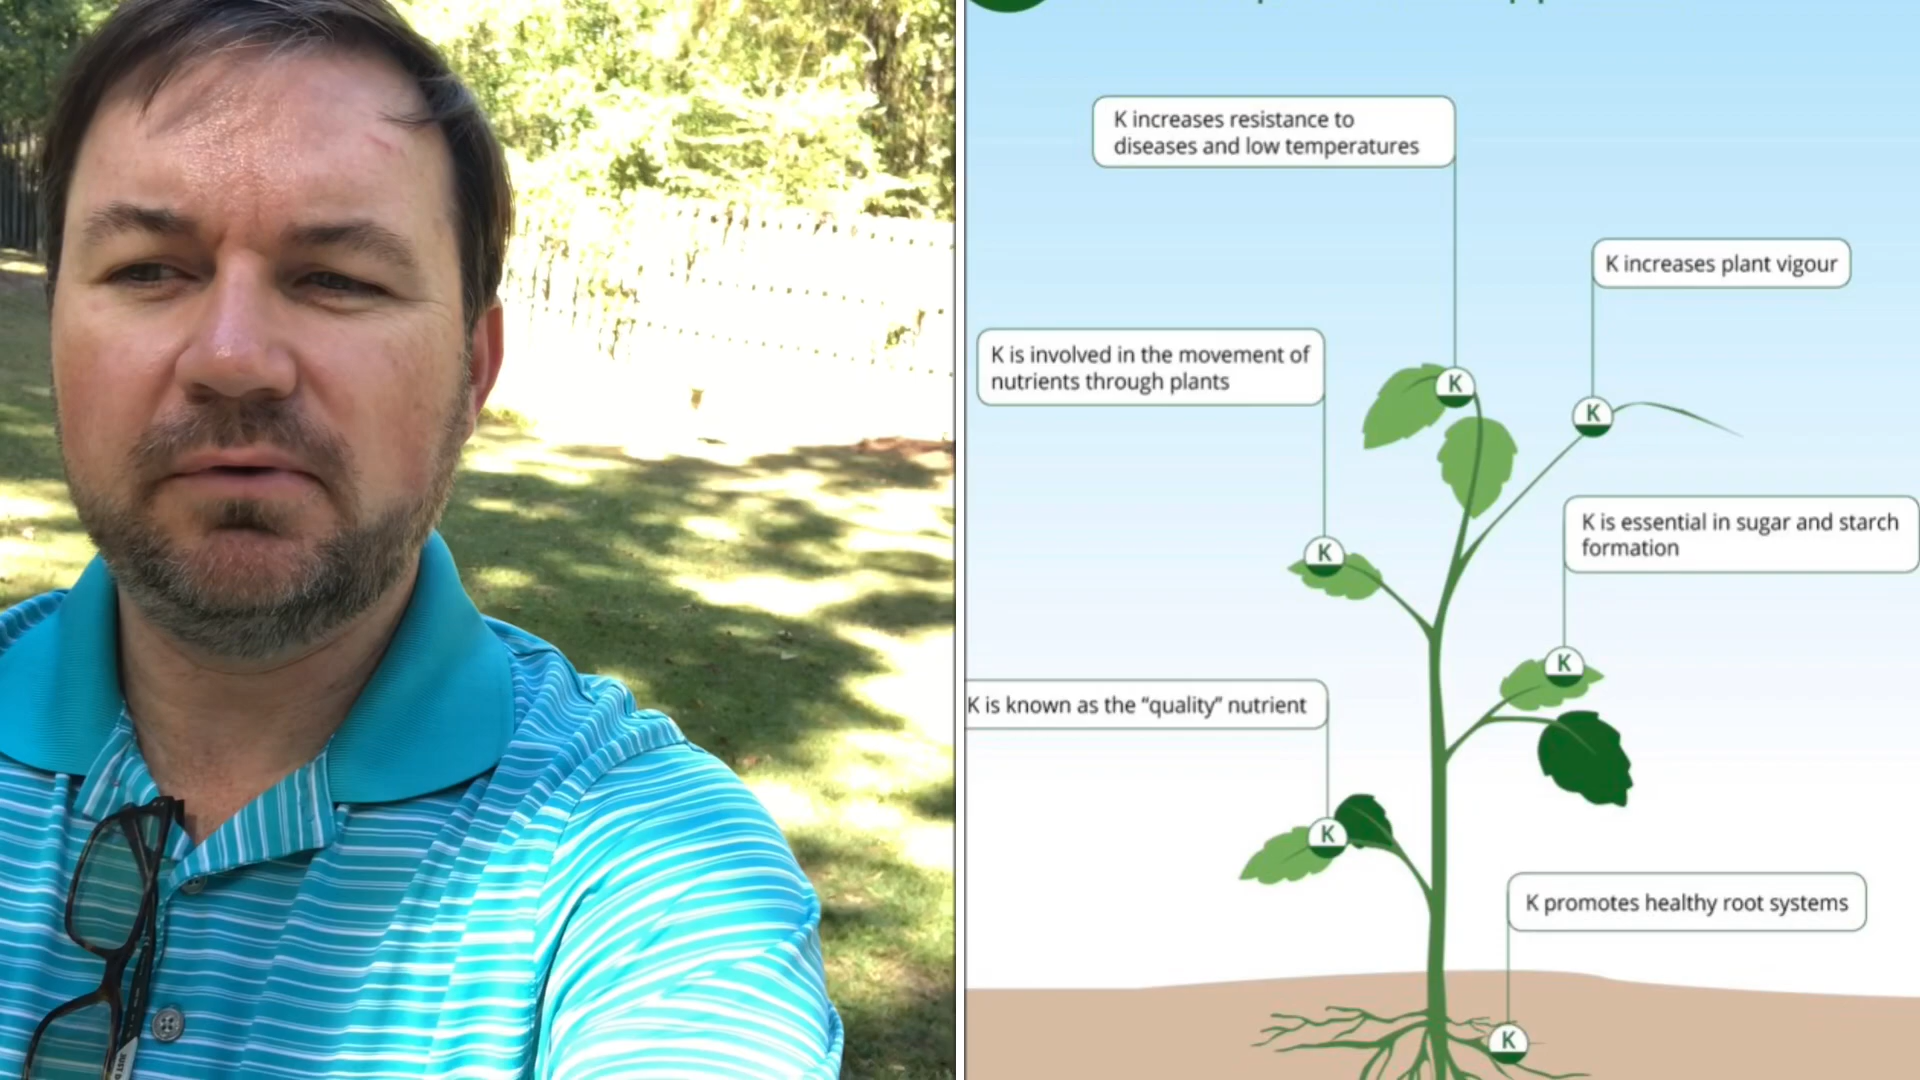 K increases resistance to
diseases and low temperatures
K increases plant vigour
K is involved in the movement of
nutrients through plants
K
K
K is essential in sugar and starch
formation
K
K
K is known as the “quality” nutrient
K
K promotes healthy root systems
K